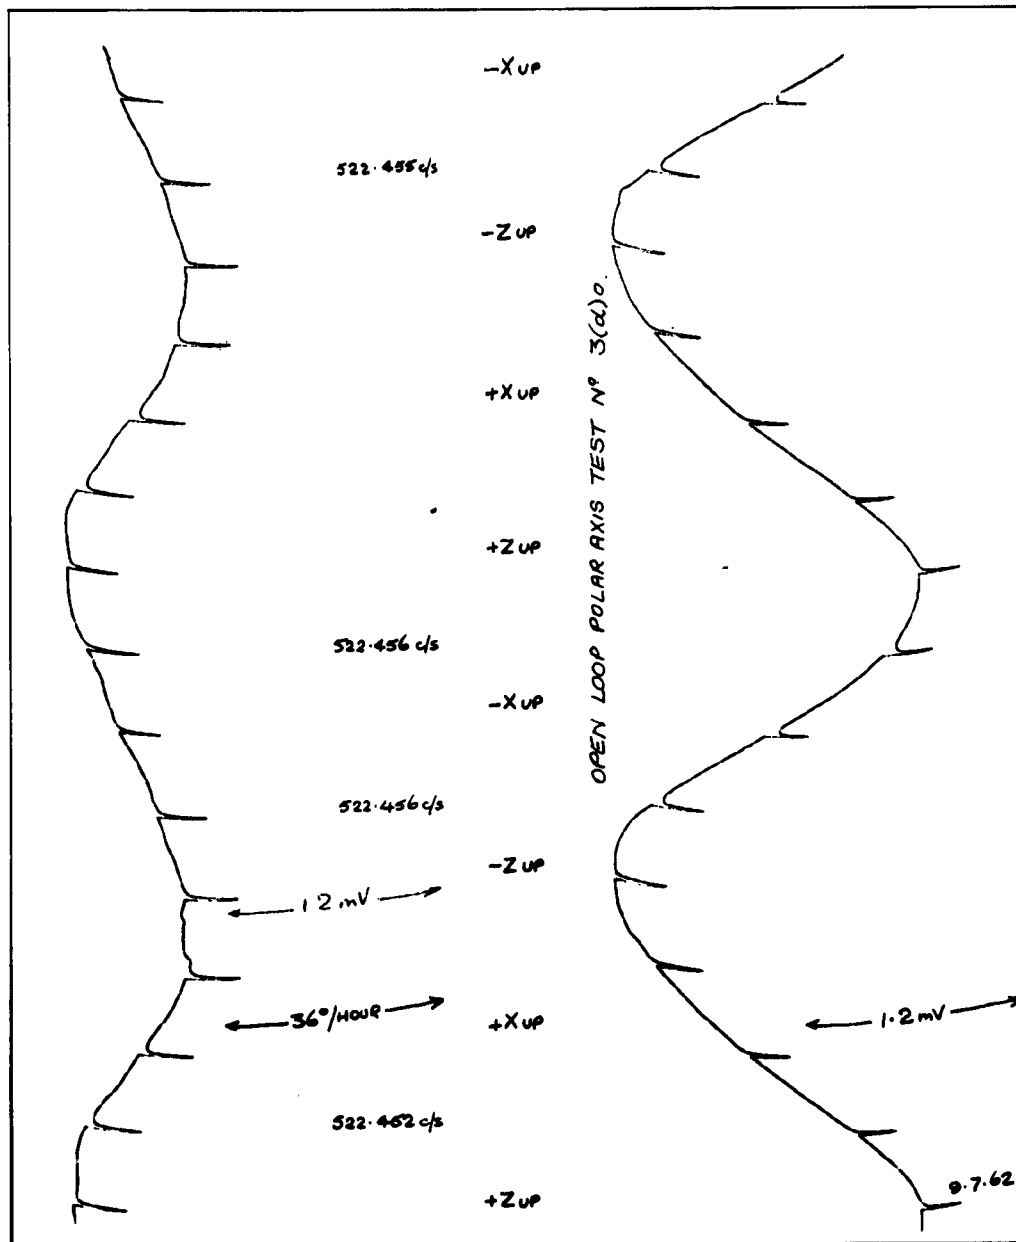 -X UP
522.455 c/s
-Z UP
OPEN LOOP POLAR AXIS TEST Nº 3(d)0.
+X UP
+Z UP
522.456 c/s
-X UP
522.456 c/s
-Z UP
1.2 mV
36°/HOUR
+X UP
1.2 mV
522.452 c/s
9.7.62
+Z UP